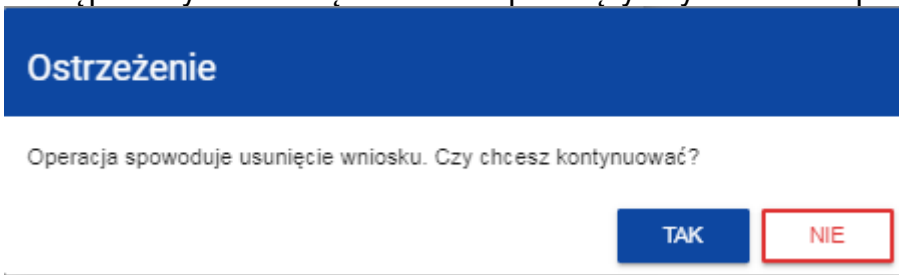 Ostrzeżenie
Operacja spowoduje usunięcie wniosku. Czy chcesz kontynuować?
TAK NIE